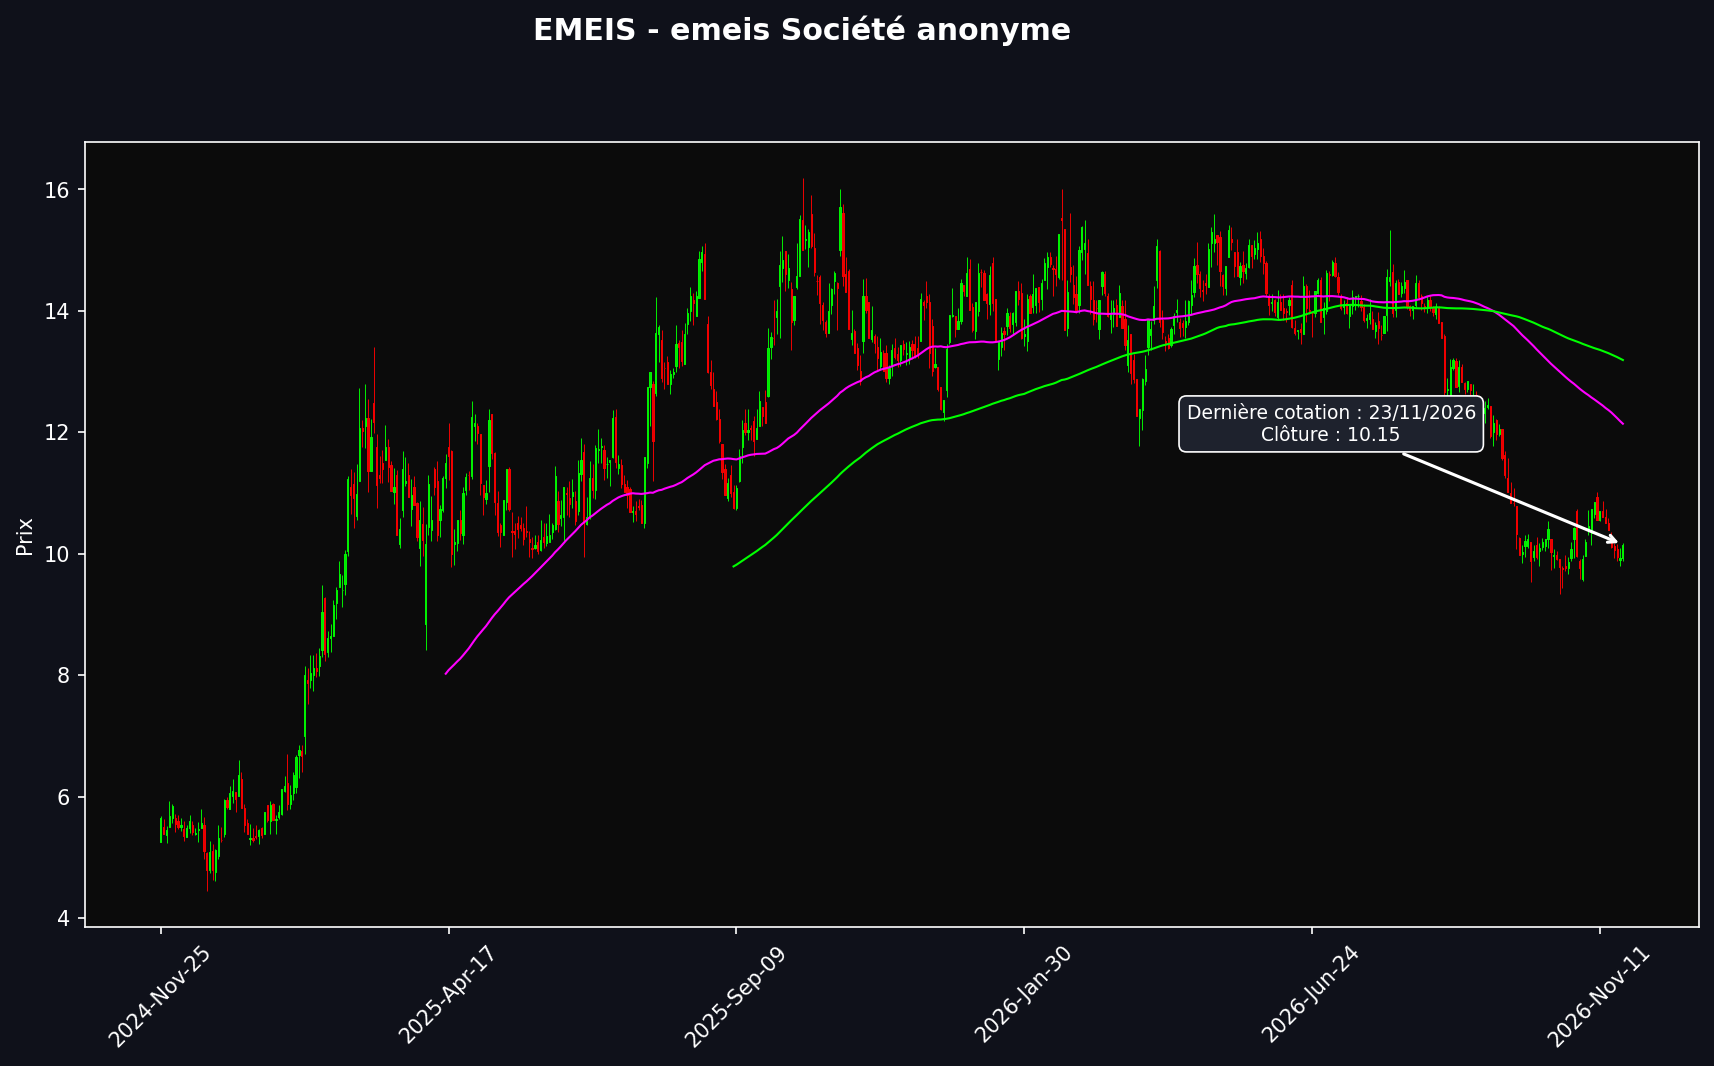 EMEIS - emeis Société anonyme
Prix
16
14
12
10
8
6
4
Dernière cotation : 23/11/2026
Clôture : 10.15
2024-Nov-25
2025-Apr-17
2025-Sep-09
2026-Jan-30
2026-Jun-24
2026-Nov-11